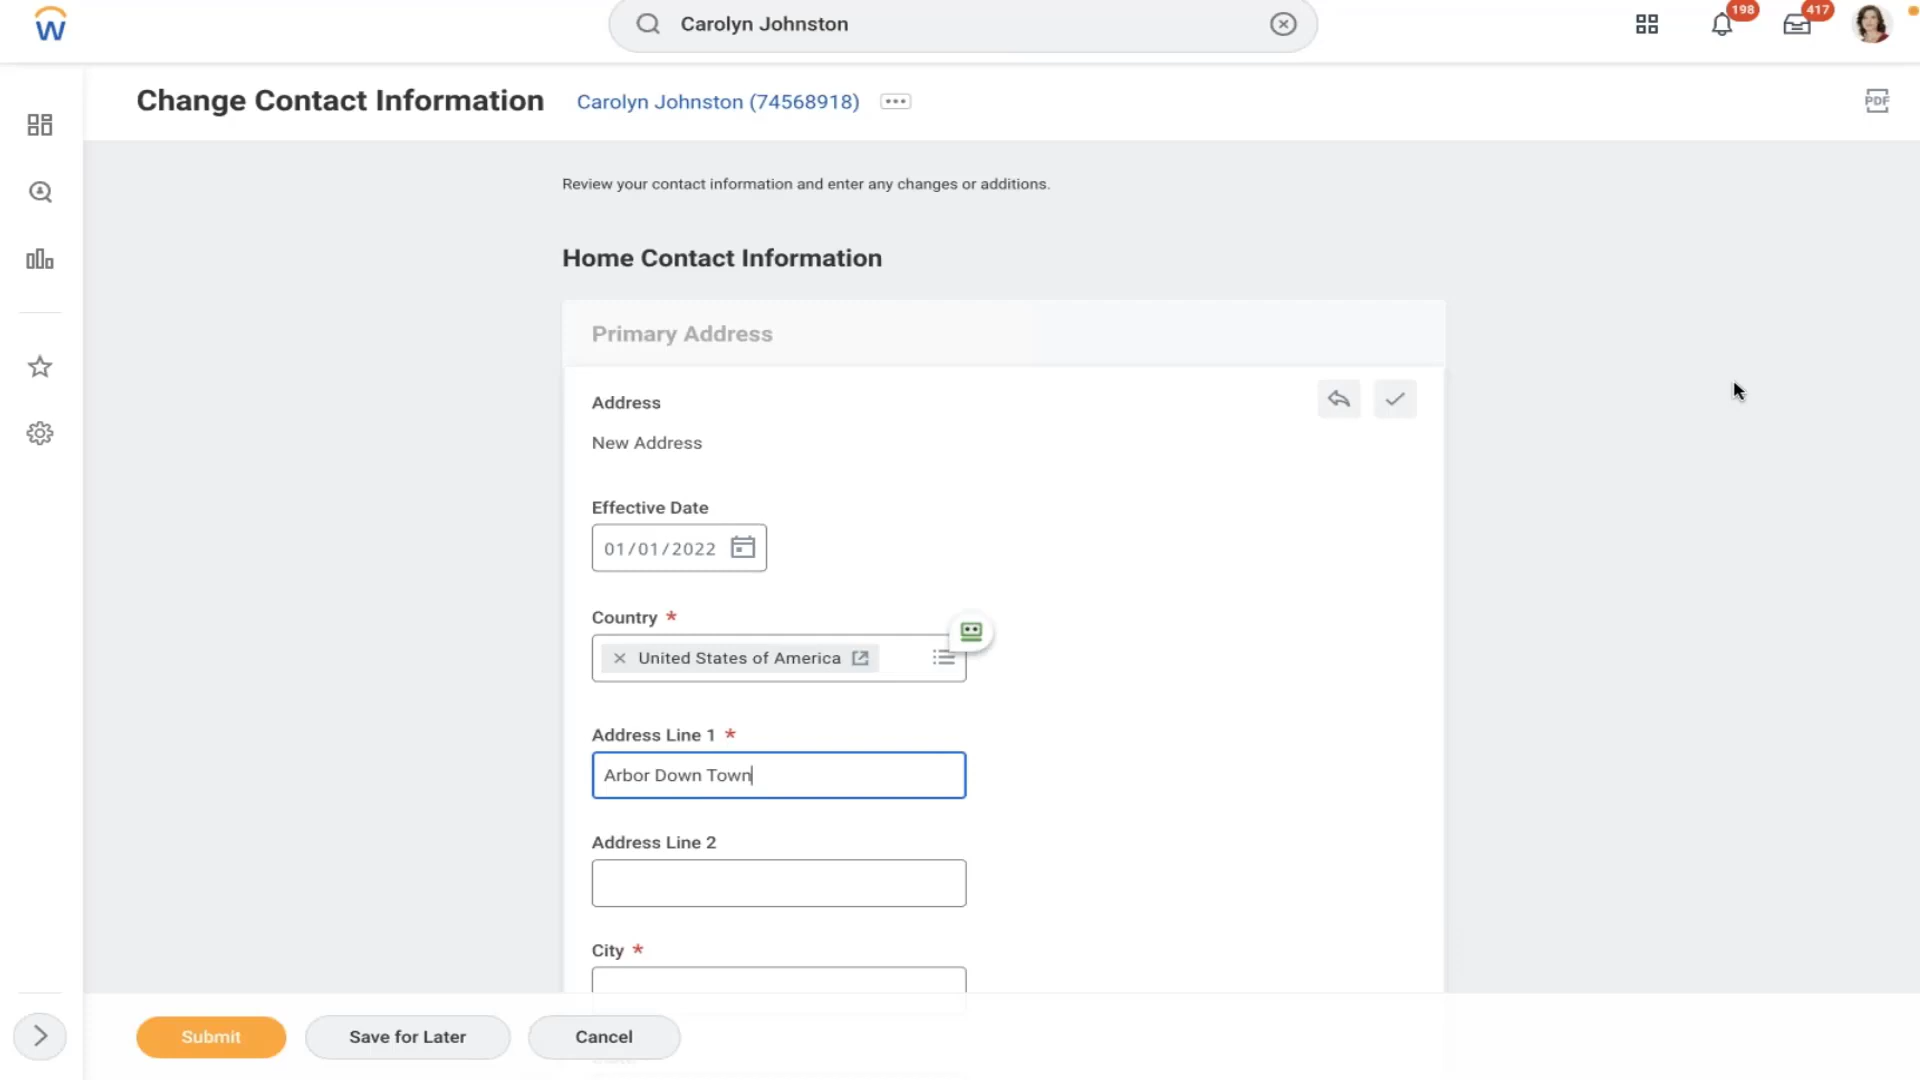 W
Carolyn Johnston
198
417
Change Contact Information
Carolyn Johnston (74568918)
PDF
Review your contact information and enter any changes or additions.
Home Contact Information
Primary Address
Address
New Address
Effective Date
01/01/2022
Country *
United States of America
Address Line 1 *
Arbor Down Town
Address Line 2
City *
Submit
Save for Later
Cancel